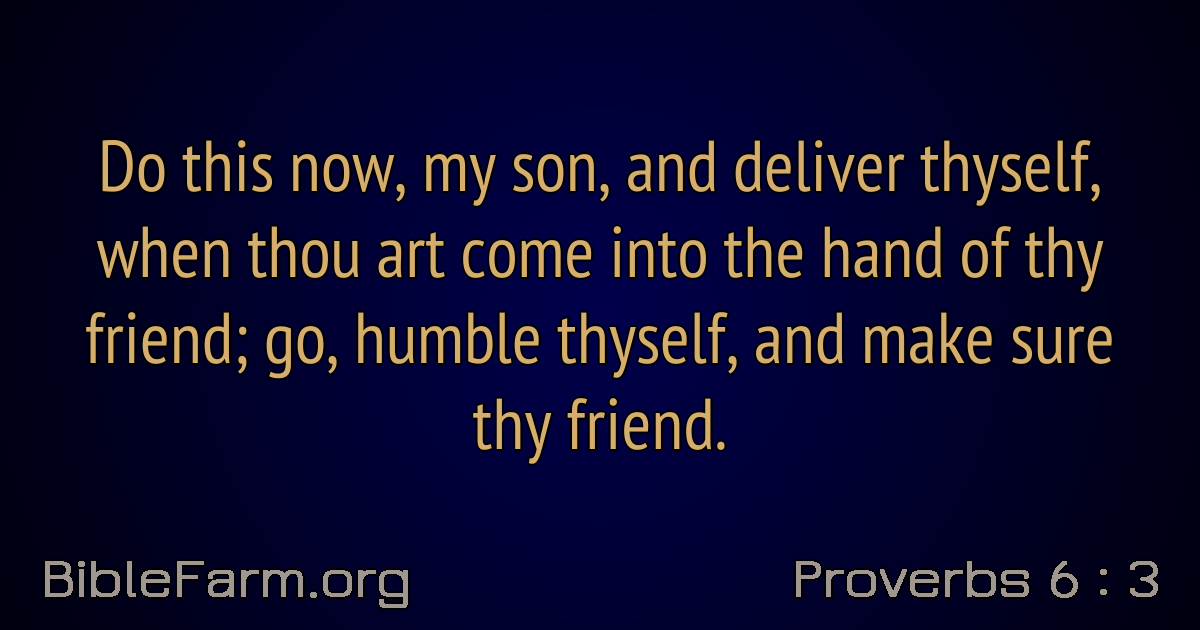 Do this now, my son, and deliver thyself,
when thou art come into the hand of thy
friend; go, humble thyself, and make sure
thy friend.
BibleFarm.org
Proverbs 6 : 3